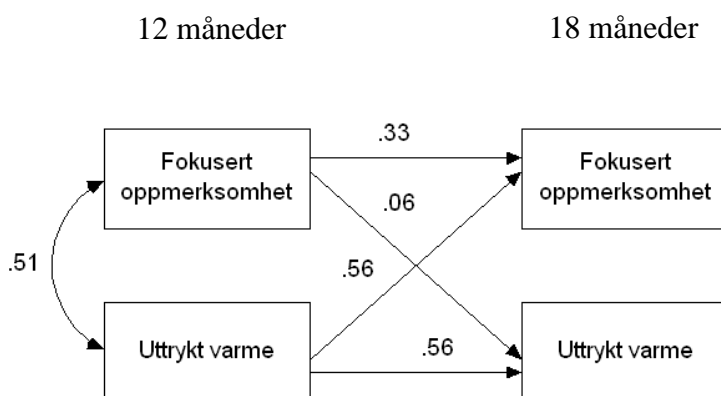 12 måneder
18 måneder
.33
Fokusert
oppmerksomhet
Fokusert
oppmerksomhet
.06
.51
.56
.56
Uttrykt varme
Uttrykt varme